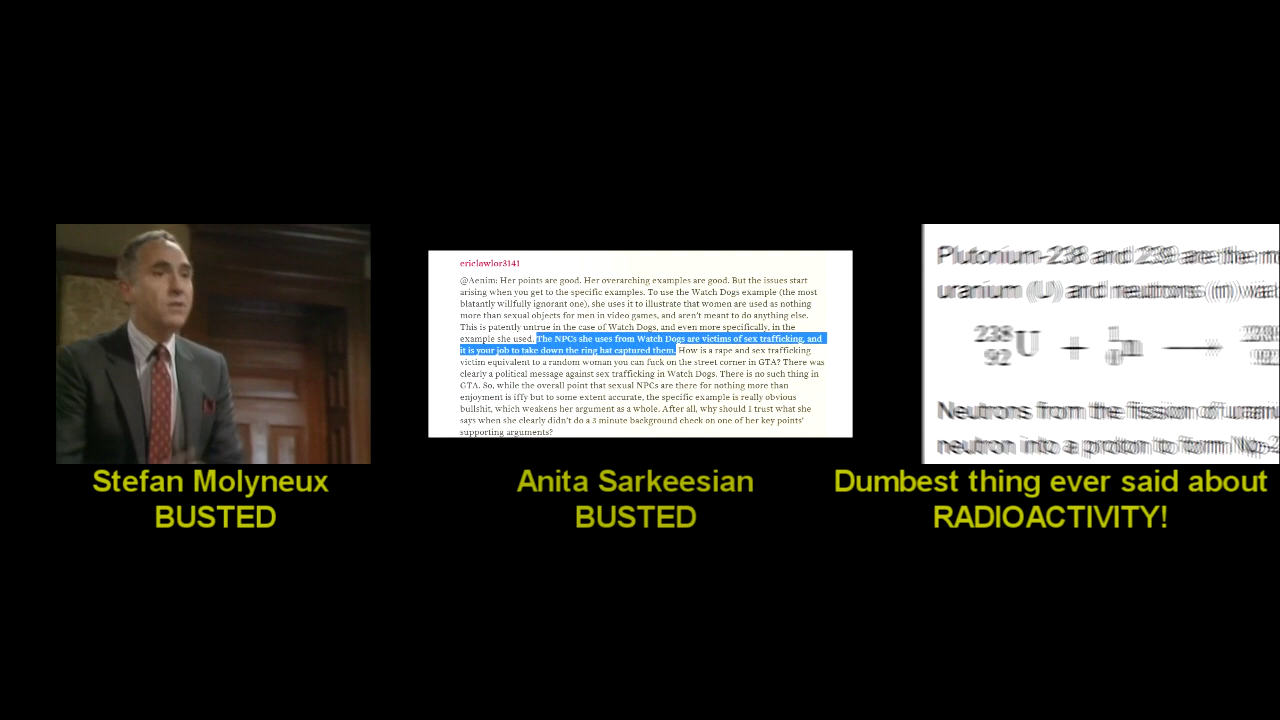 ericlawlor3141
@Aenim: Her points are good. Her overarching examples are good. But the issues start
arising when you get to the specific examples. To use the Watch Dogs example (the most
blatantly willfully ignorant one), she uses it to illustrate that women are used as nothing
more than sexual objects for men in video games, and aren't meant to do anything else.
This is patently untrue in the case of Watch Dogs, and even more specifically, in the
example she used. The NPCs she uses from Watch Dogs are victims of sex trafficking, and
it is your job to take down the ring hat captured them. How is a rape and sex trafficking
victim equivalent to a random woman you can fuck on the street corner in GTA? There was
clearly a political message against sex trafficking in Watch Dogs. There is no such thing in
GTA. So, while the overall point that sexual NPCs are there for nothing more than
enjoyment is iffy but to some extent accurate, the specific example is really obvious
bullshit, which weakens her argument as a whole. After all, why should I trust what she
says when she clearly didn't do a 3 minute background check on one of her key points'
supporting arguments?
Plutonium-238 and 239 are the
uranium (U) and neutrons (n)
238
92 U + 1 0 n →
Neutrons from the fission of
neutron into a proton to form
Stefan Molyneux
BUSTED
Anita Sarkeesian
BUSTED
Dumbest thing ever said about
RADIOACTIVITY!